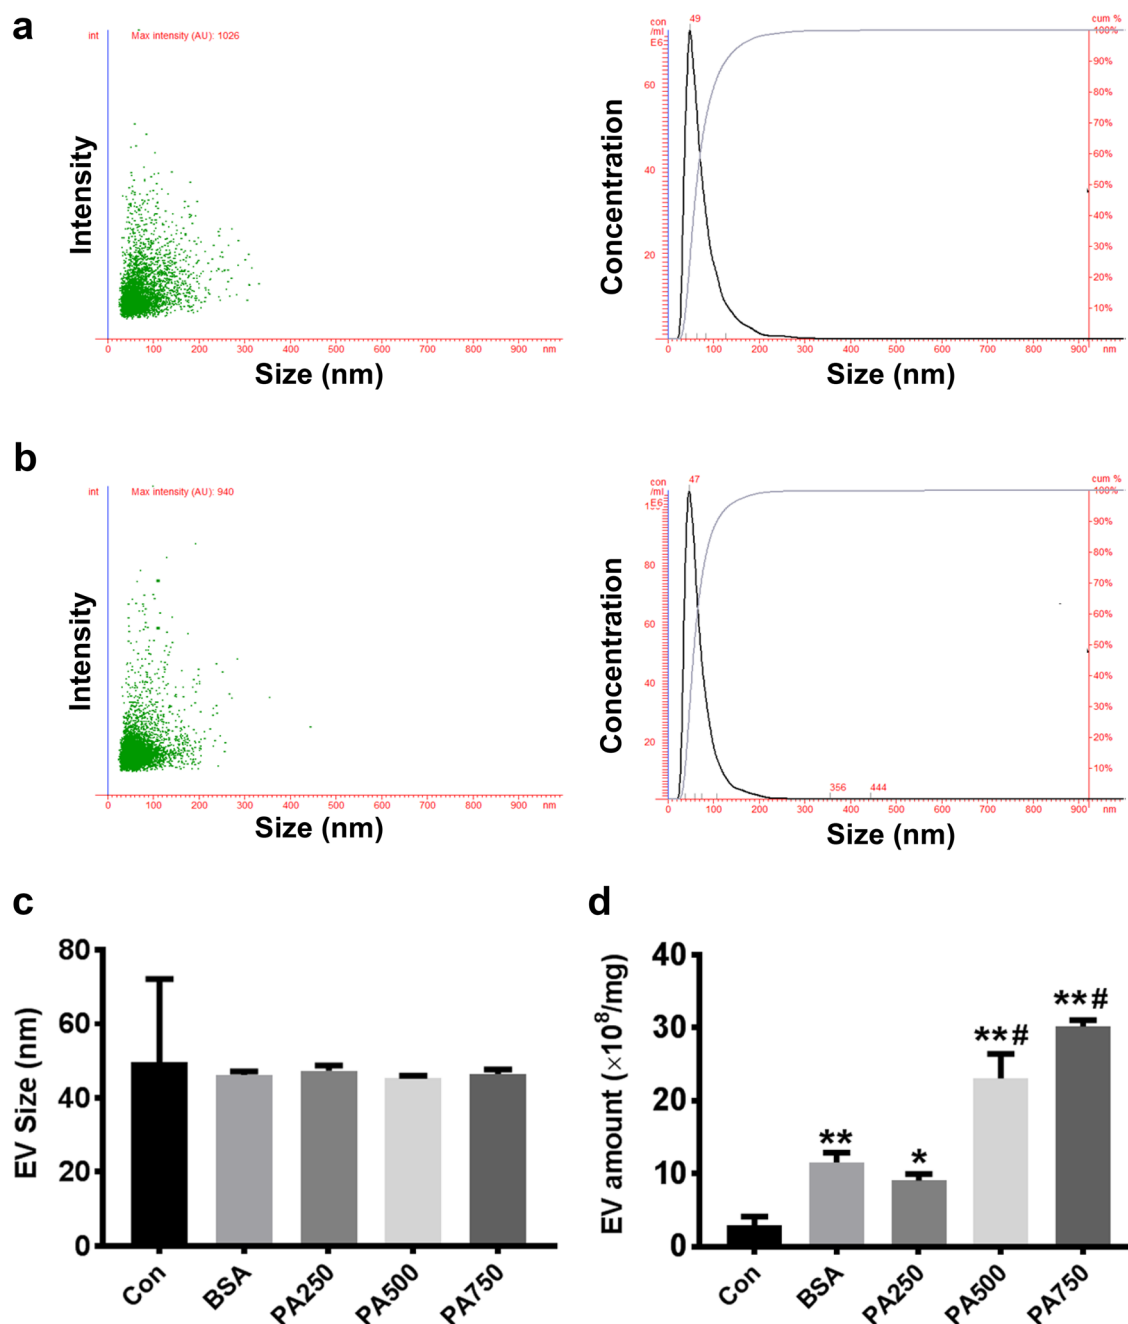 a
int
Max intensity (AU): 1026
Intensity
0 100 200 300 400 500 600 700 800 900 nm
Size (nm)
con
/ml
E6
49
cum %
60
40
20
100%
90%
80%
70%
60%
50%
40%
30%
20%
10%
Concentration
0 100 200 300 400 500 600 700 800 900 nm
Size (nm)
b
int
Max intensity (AU): 940
Intensity
0 100 200 300 400 500 600 700 800 900 nm
Size (nm)
con
/ml
E6
47
cum %
80
60
40
20
100%
90%
80%
70%
60%
50%
40%
30%
20%
10%
356 444
Concentration
0 100 200 300 400 500 600 700 800 900 nm
Size (nm)
c
EV Size (nm)
80
60
40
20
0
Con BSA PA250 PA500 PA750
d
EV amount (×10⁸/mg)
40
30
20
10
0
** * **# **#
Con BSA PA250 PA500 PA750